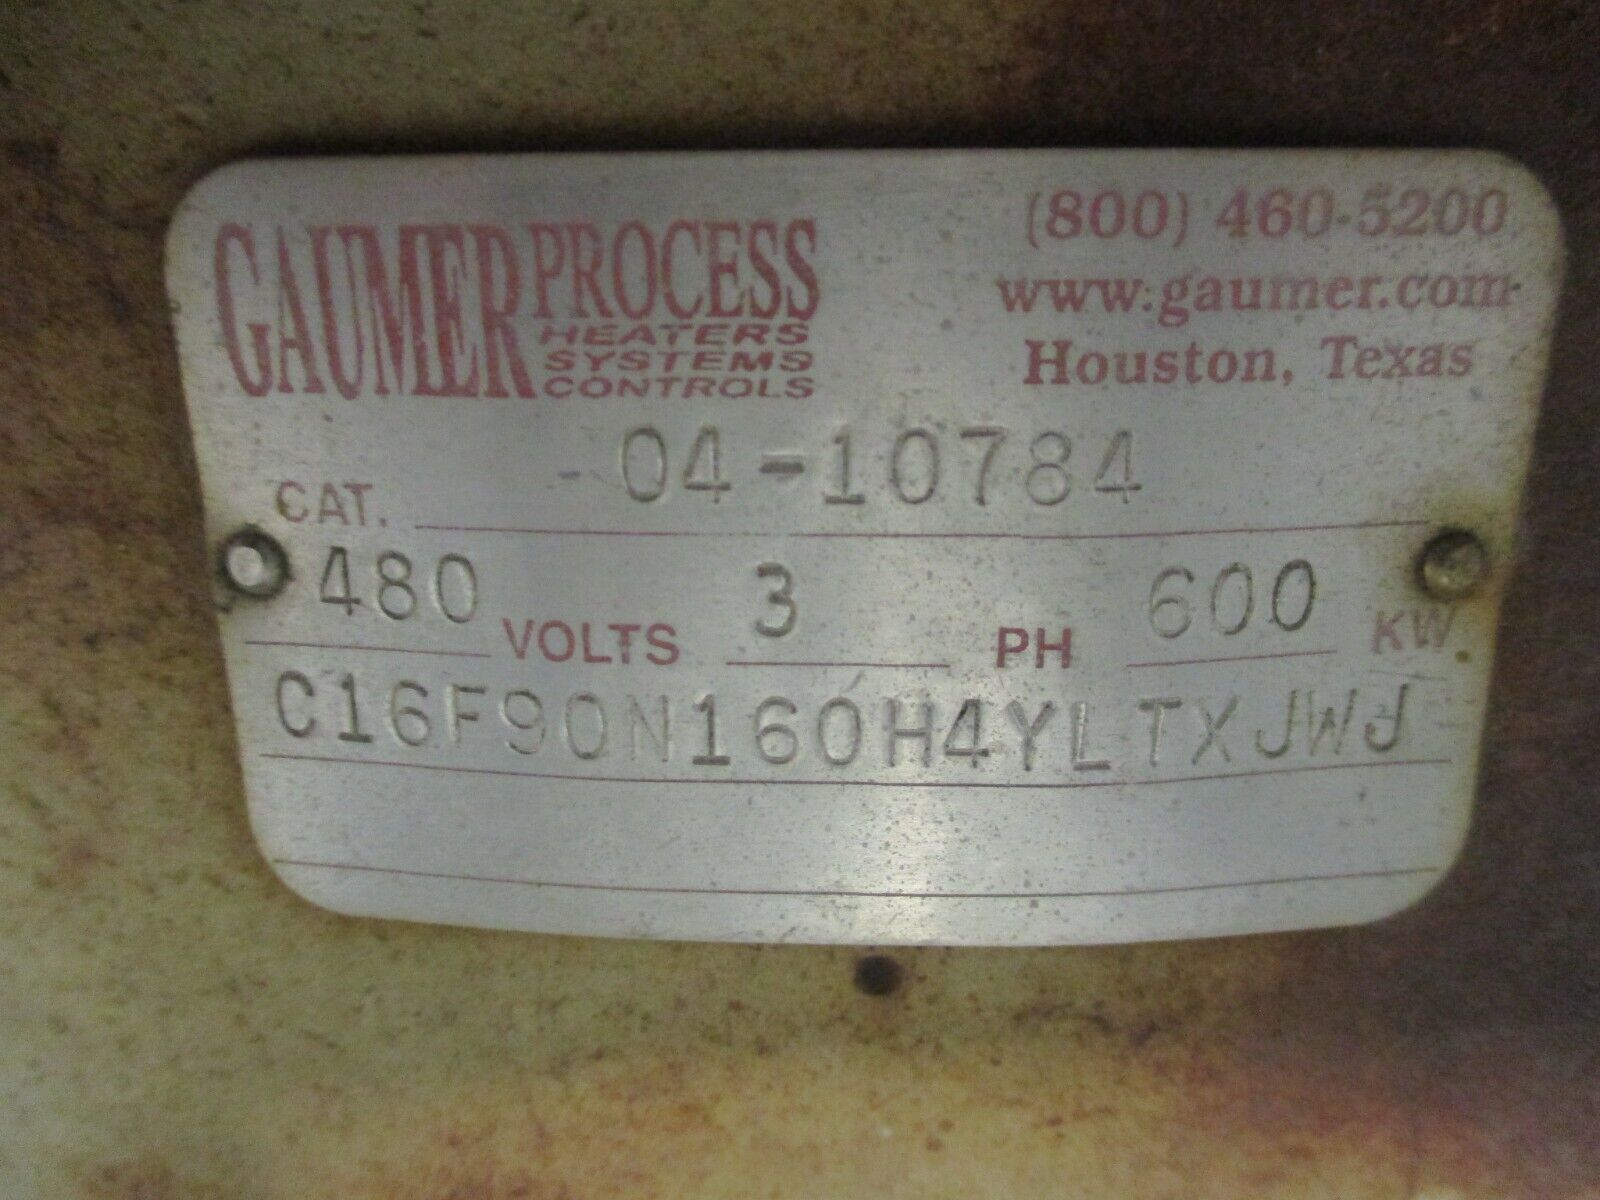 GAUMER PROCESS
HEATERS
SYSTEMS
CONTROLS
(800) 460-5200
www.gaumer.com
Houston, Texas
CAT. 04-10784
480 VOLTS 3 PH 600 KW
C16F90N160H4YLTXJWJ